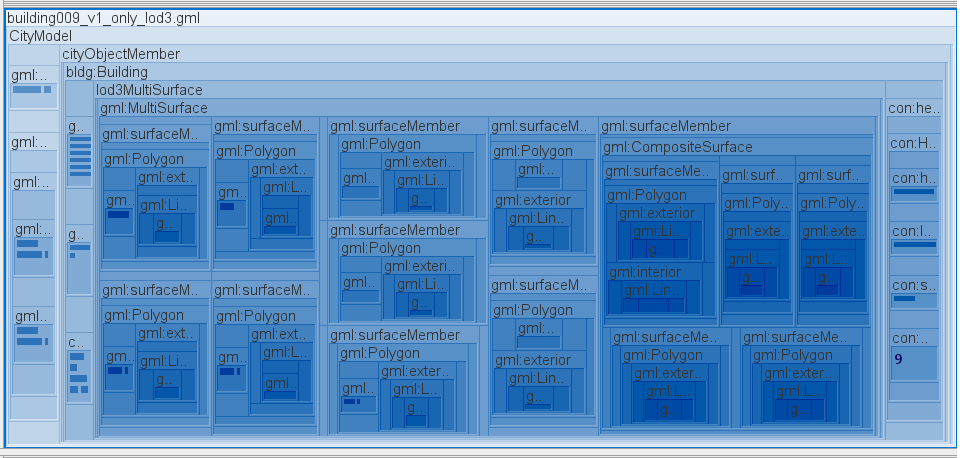 building009_v1_only_lod3.gml
CityModel
cityObjectMember
bldg:Building
lod3MultiSurface
gml:MultiSurface
gml:..
gml:..
gml:..
gml:..
gml:..
g..
g..
c..
gml:surfaceM..
gml:Polygon
gml:ext..
gm..
gml:Li..
g..
gml:surfaceM..
gml:Polygon
gml:ext..
gm..
gml:L..
gml..
gml:surfaceM..
gml:Polygon
gml:ext..
gm..
gml:Li..
g..
gml:surfaceM..
gml:Polygon
gml:ext..
gm..
gml:L..
gml..
gml:surfaceMember
gml:Polygon
gml:exteri..
gml..
gml:Li..
g..
gml:surfaceMember
gml:Polygon
gml:exteri..
gml..
gml:Li..
g..
gml:surfaceMember
gml:Polygon
gml:exter..
gml..
gml:L..
g..
gml:surfaceM..
gml:Polygon
gml:..
gml:exterior
gml:Lin..
g..
gml:surfaceM..
gml:Polygon
gml:..
gml:exterior
gml:Lin..
g..
gml:surfaceMember
gml:CompositeSurface
gml:surfaceMe..
gml:Polygon
gml:exterior
gml:Li..
g..
gml:interior
gml:Lin..
gml:surf..
gml:Poly..
gml:exte..
gml:L..
g..
gml:surf..
gml:Poly..
gml:exte..
gml:L..
g..
gml:surfaceMe..
gml:Polygon
gml:exter..
gml:L..
g..
gml:surfaceMe..
gml:Polygon
gml:exter..
gml:L..
g..
con:he..
con:H..
con:h..
con:l..
con:s..
con:..
9